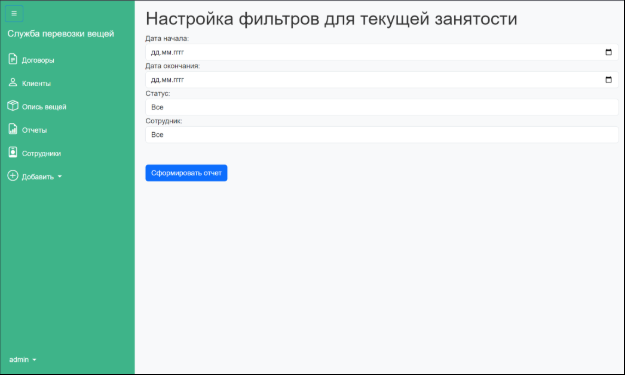 Служба перевозки вещей
Договоры
Клиенты
Опись вещей
Отчеты
Сотрудники
Добавить
admin
Настройка фильтров для текущей занятости
Дата начала:
дд.мм.гггг
Дата окончания:
дд.мм.гггг
Статус:
Все
Сотрудник:
Все
Сформировать отчет